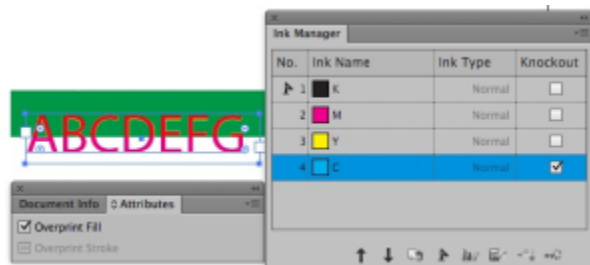 Ink Manager
No. Ink Name Ink Type Knockout
1 K Normal
2 M Normal
3 Y Normal
4 C Normal
ABCDEFG
Document Info Attributes
Overprint Fill
Overprint Stroke